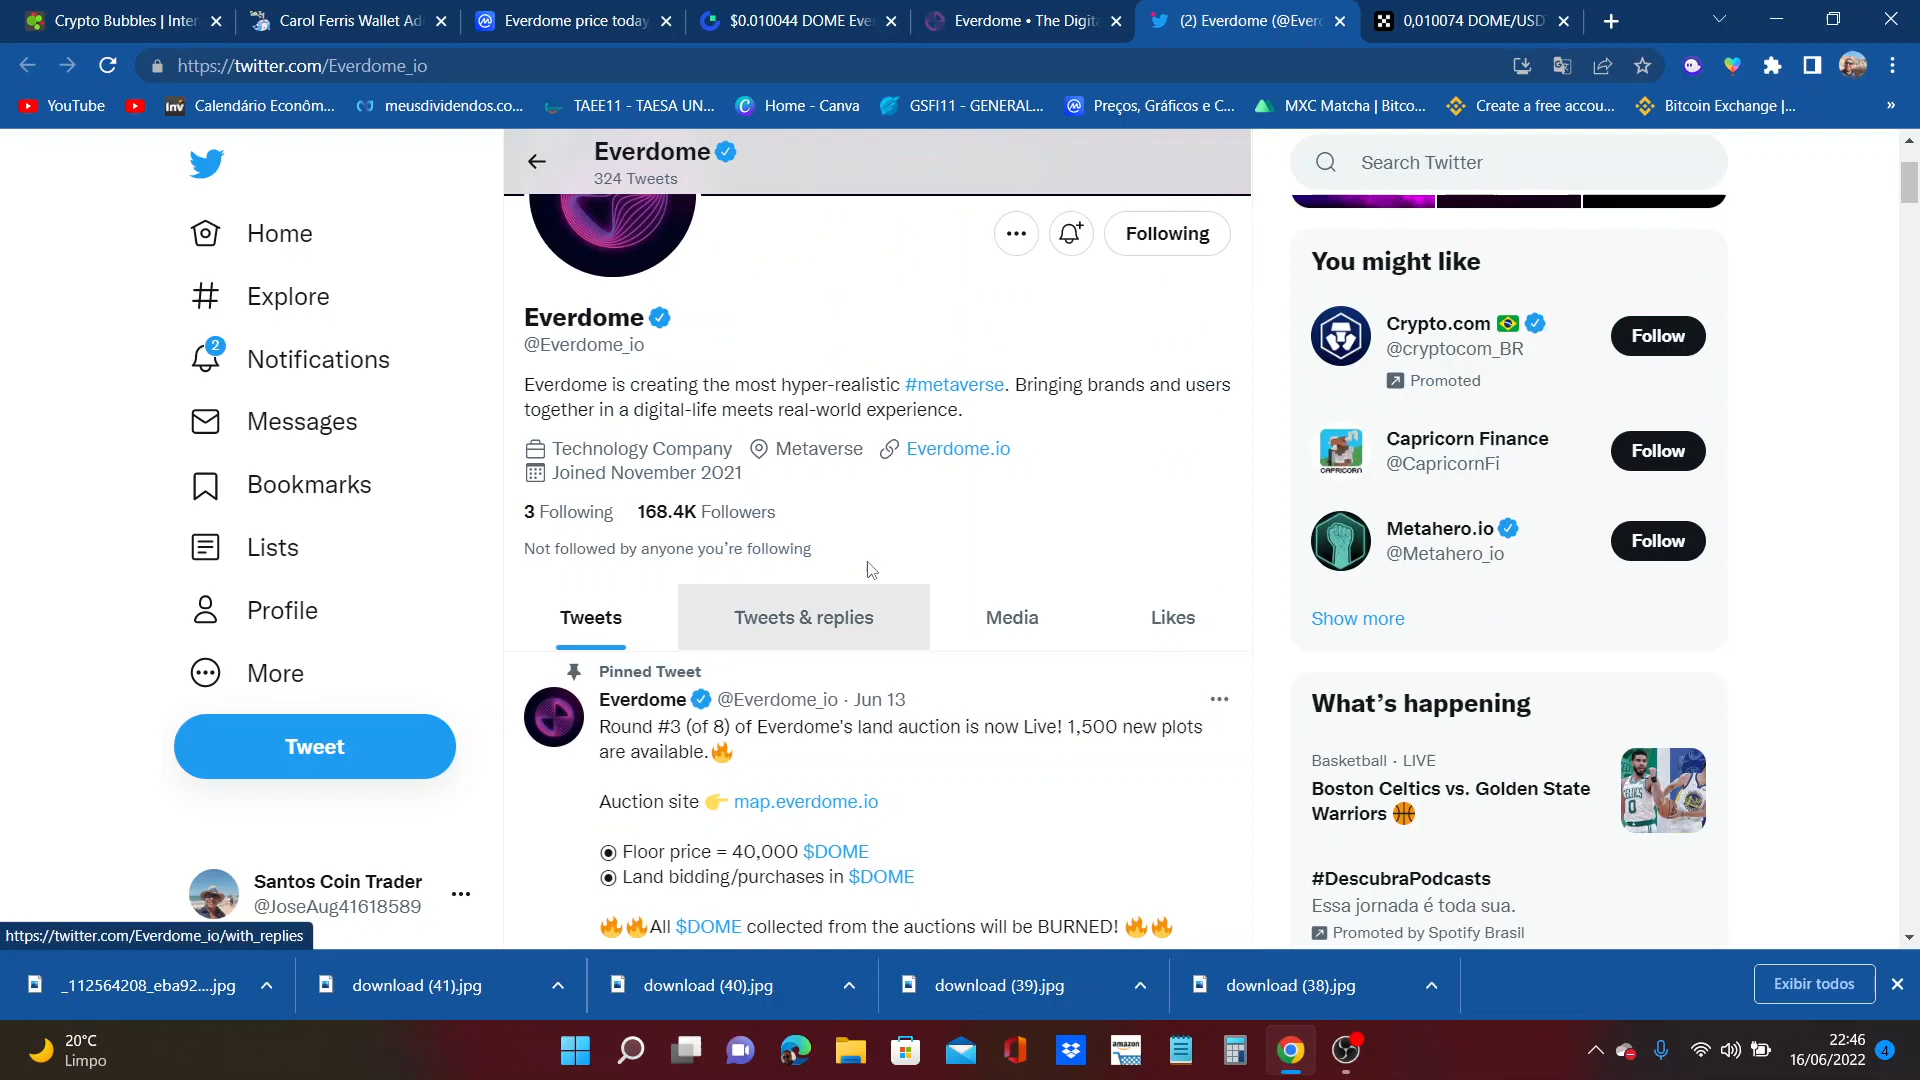 Crypto Bubbles | Inter
Carol Ferris Wallet Ad
Everdome price today
$0.010044 DOME Eve
Everdome • The Digita
(2) Everdome (@Everd
0,010074 DOME/USD
https://twitter.com/Everdome_io
YouTube
Calendário Econôm...
meusdividendos.co...
TAEE11 - TAESA UN...
Home - Canva
GSFI11 - GENERAL...
Preços, Gráficos e C...
MXC Matcha | Bitco...
Create a free accou...
Bitcoin Exchange |...
»
Home
Explore
2
Notifications
Messages
Bookmarks
Lists
Profile
More
Tweet
Santos Coin Trader
@JoseAug41618589
https://twitter.com/Everdome_io/with_replies
Everdome
324 Tweets
Following
Everdome
@Everdome_io
Everdome is creating the most hyper-realistic #metaverse. Bringing brands and users
together in a digital-life meets real-world experience.
Technology Company Metaverse Everdome.io
Joined November 2021
3 Following 168.4K Followers
Not followed by anyone you're following
Tweets
Tweets & replies
Media
Likes
Pinned Tweet
Everdome @Everdome_io · Jun 13
Round #3 (of 8) of Everdome's land auction is now Live! 1,500 new plots
are available.🔥
Auction site 👉 map.everdome.io
◉ Floor price = 40,000 $DOME
◉ Land bidding/purchases in $DOME
🔥🔥All $DOME collected from the auctions will be BURNED! 🔥🔥
Search Twitter
You might like
Crypto.com 🇧🇷
@cryptocom_BR
Promoted
Follow
CAPRICORN
Capricorn Finance
@CapricornFi
Follow
Metahero.io
@Metahero_io
Follow
Show more
What's happening
Basketball · LIVE
Boston Celtics vs. Golden State
Warriors 🏀
#DescubraPodcasts
Essa jornada é toda sua.
Promoted by Spotify Brasil
_112564208_eba92....jpg
download (41).jpg
download (40).jpg
download (39).jpg
download (38).jpg
Exibir todos
20°C
Limpo
amazon
22:46
16/06/2022
4